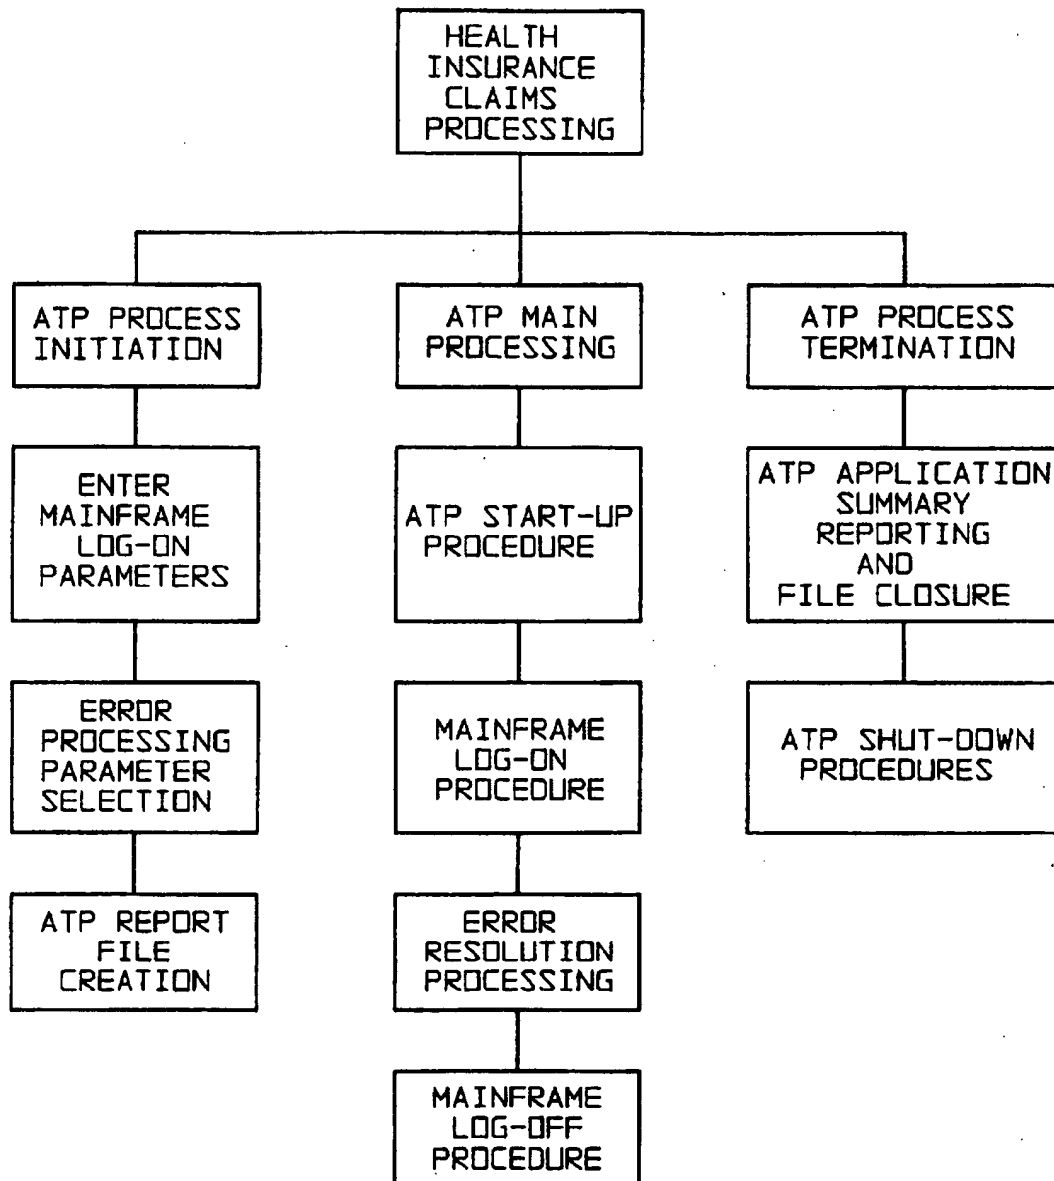 HEALTH
INSURANCE
CLAIMS
PROCESSING
ATP PROCESS
INITIATION
ATP MAIN
PROCESSING
ATP PROCESS
TERMINATION
ENTER
MAINFRAME
LOG-ON
PARAMETERS
ATP START-UP
PROCEDURE
ATP APPLICATION
SUMMARY
REPORTING
AND
FILE CLOSURE
ERROR
PROCESSING
PARAMETER
SELECTION
MAINFRAME
LOG-ON
PROCEDURE
ATP SHUT-DOWN
PROCEDURES
ATP REPORT
FILE
CREATION
ERROR
RESOLUTION
PROCESSING
MAINFRAME
LOG-OFF
PROCEDURE